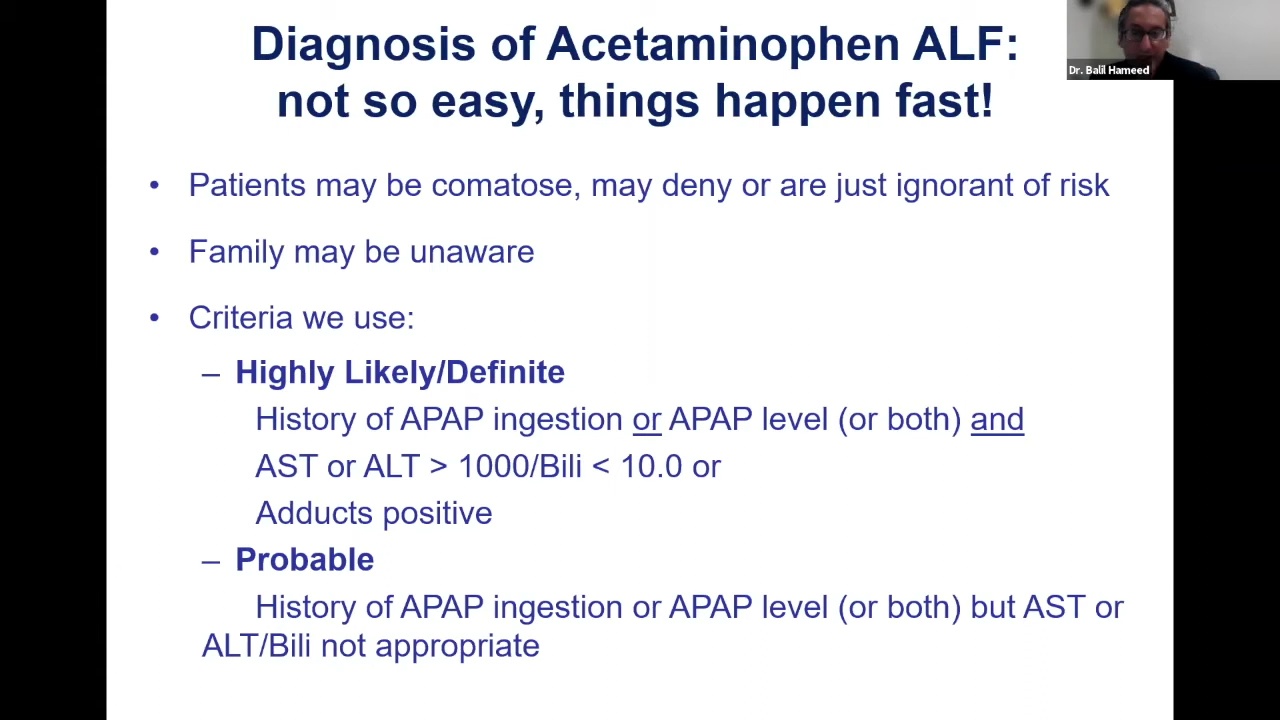 Diagnosis of Acetaminophen ALF:
not so easy, things happen fast!
Dr. Balil Hameed
• Patients may be comatose, may deny or are just ignorant of risk
• Family may be unaware
• Criteria we use:
– Highly Likely/Definite
History of APAP ingestion or APAP level (or both) and
AST or ALT > 1000/Bili < 10.0 or
Adducts positive
– Probable
History of APAP ingestion or APAP level (or both) but AST or
ALT/Bili not appropriate